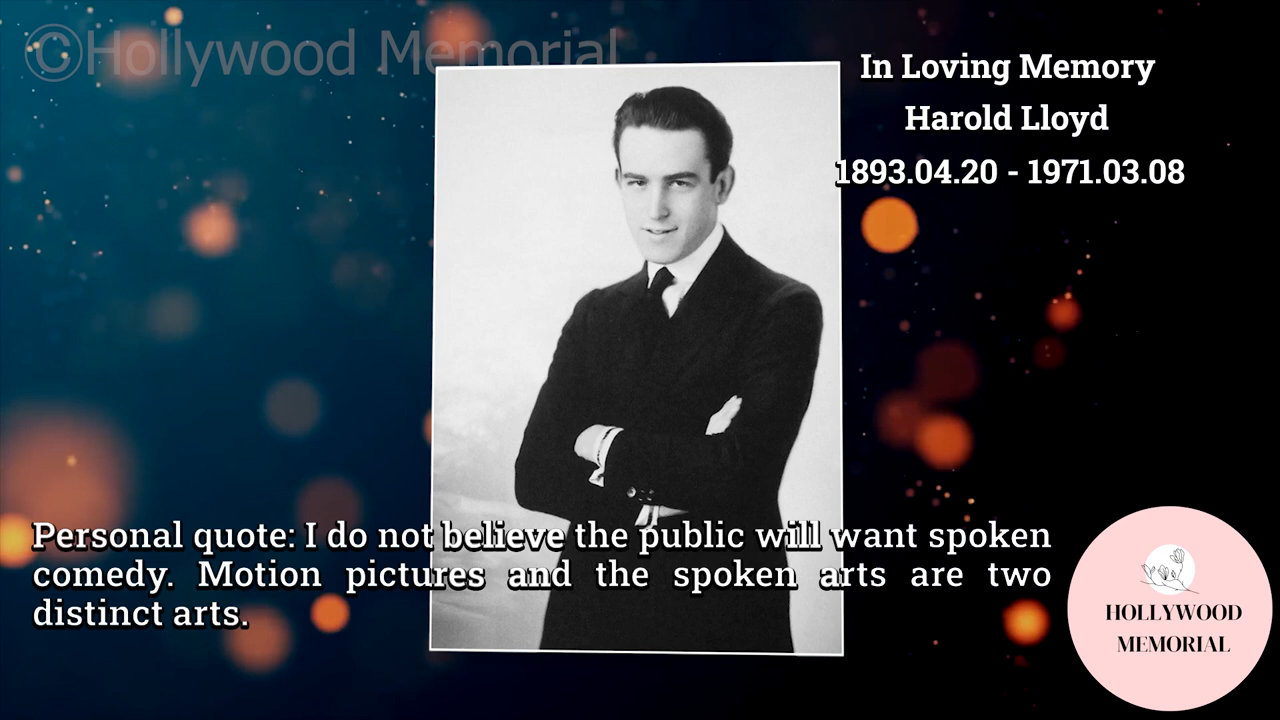 ©Hollywood Memorial
In Loving Memory
Harold Lloyd
1893.04.20 - 1971.03.08
Personal quote: I do not believe the public will want spoken
comedy. Motion pictures and the spoken arts are two
distinct arts.
HOLLYWOOD
MEMORIAL